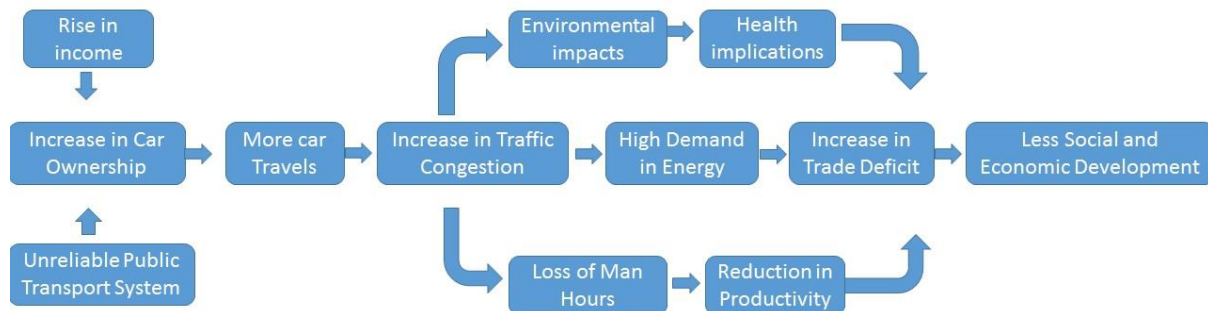 Rise in
income
Environmental
impacts
Health
implications
Increase in Car
Ownership
More car
Travels
Increase in Traffic
Congestion
High Demand
in Energy
Increase in
Trade Deficit
Less Social and
Economic Development
Unreliable Public
Transport System
Loss of Man
Hours
Reduction in
Productivity